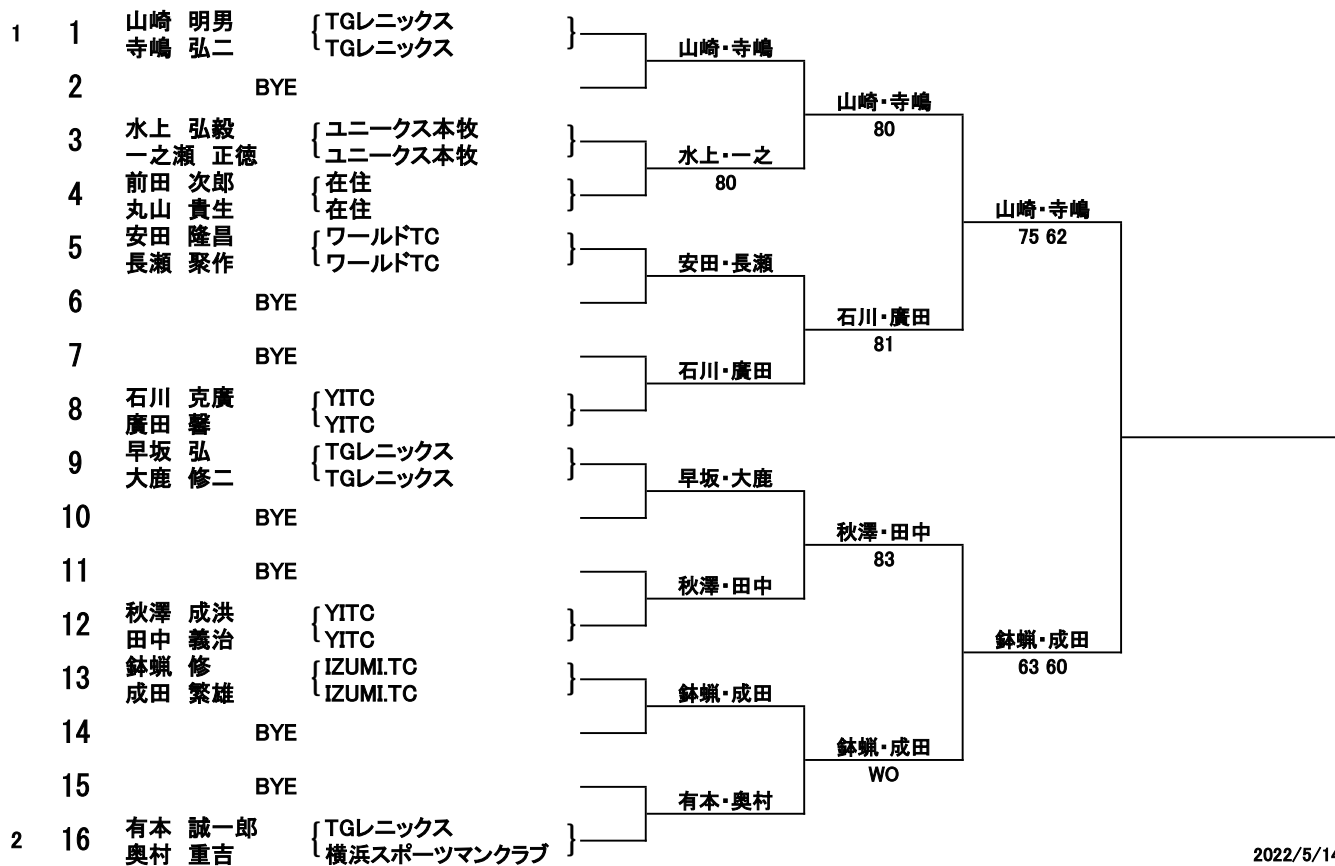 1 1 山崎 明男 TGレニックス
寺嶋 弘二 TGレニックス
山崎・寺嶋
2 BYE
山崎・寺嶋
80
3 水上 弘毅 ユニークス本牧
一之瀬 正徳 ユニークス本牧
水上・一之
80
4 前田 次郎 在住
丸山 貴生 在住
山崎・寺嶋
75 62
5 安田 隆昌 ワールドTC
長瀬 聚作 ワールドTC
安田・長瀬
6 BYE
石川・廣田
81
7 BYE
石川・廣田
8 石川 克廣 YITC
廣田 馨 YITC
9 早坂 弘 TGレニックス
大鹿 修二 TGレニックス
早坂・大鹿
10 BYE
秋澤・田中
83
11 BYE
秋澤・田中
12 秋澤 成洪 YITC
田中 義治 YITC
鉢蝋・成田
63 60
13 鉢蝋 修 IZUMI.TC
成田 繁雄 IZUMI.TC
鉢蝋・成田
14 BYE
鉢蝋・成田
WO
15 BYE
有本・奥村
2 16 有本 誠一郎 TGレニックス
奥村 重吉 横浜スポーツマンクラブ
2022/5/14